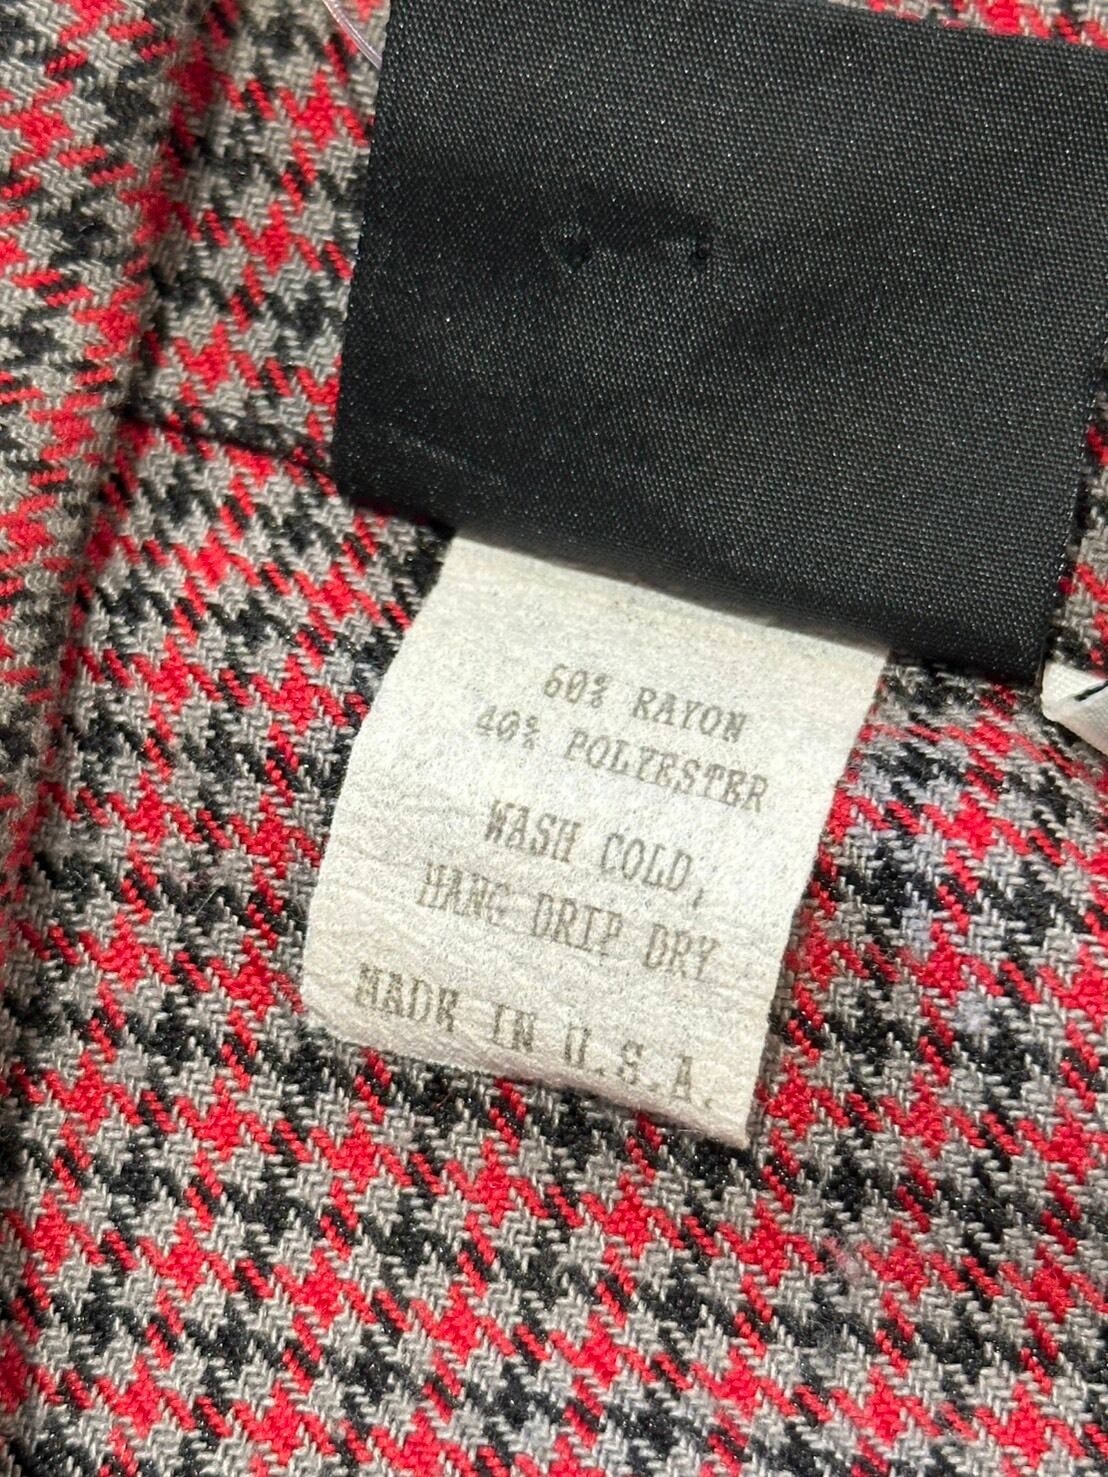 60% RAYON
40% POLYESTER
WASH COLD,
HANG DRIP DRY
MADE IN U.S.A.